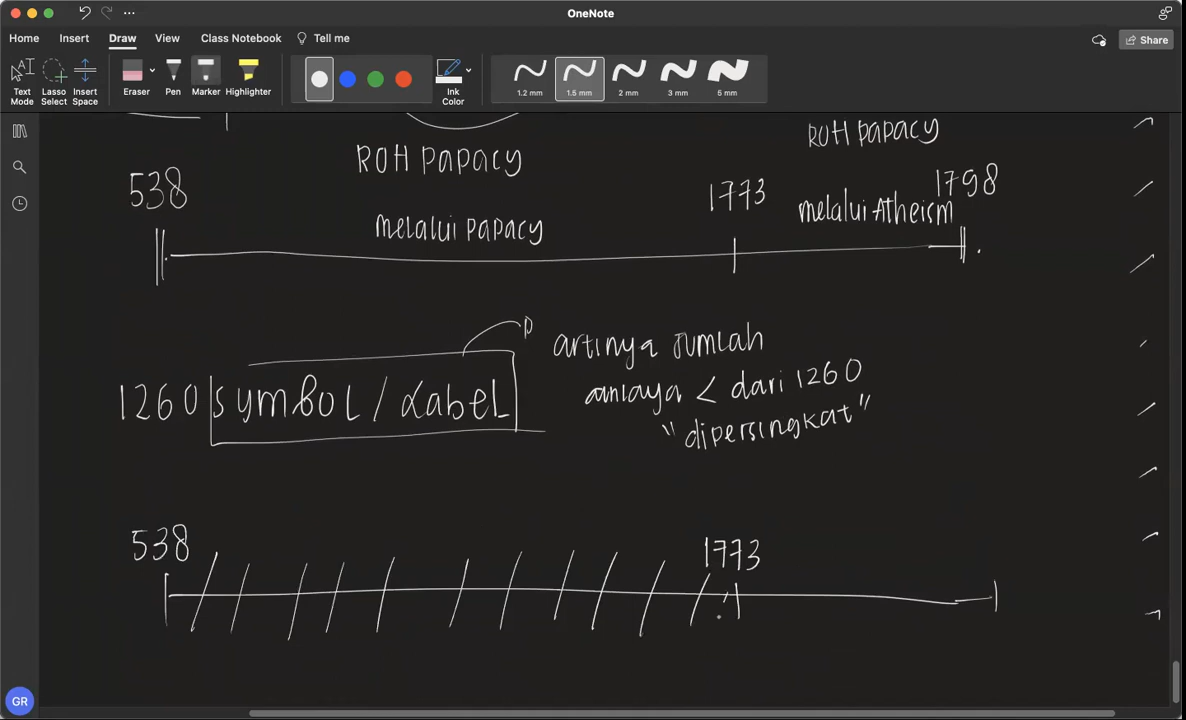 OneNote
Home Insert Draw View Class Notebook Tell me Share
Text Mode
Lasso Select
Insert Space
Eraser
Pen
Marker
Highlighter
Ink Color
1.2 mm
1.5 mm
2 mm
3 mm
5 mm
ROH PAPACY
ROH PAPACY
538
1773
1798
melalui papacy
melalui Atheism
1260 symbol / Label
artinya jumlah
anlaya < dari 1260
"dipersingkat"
538
1773
GR